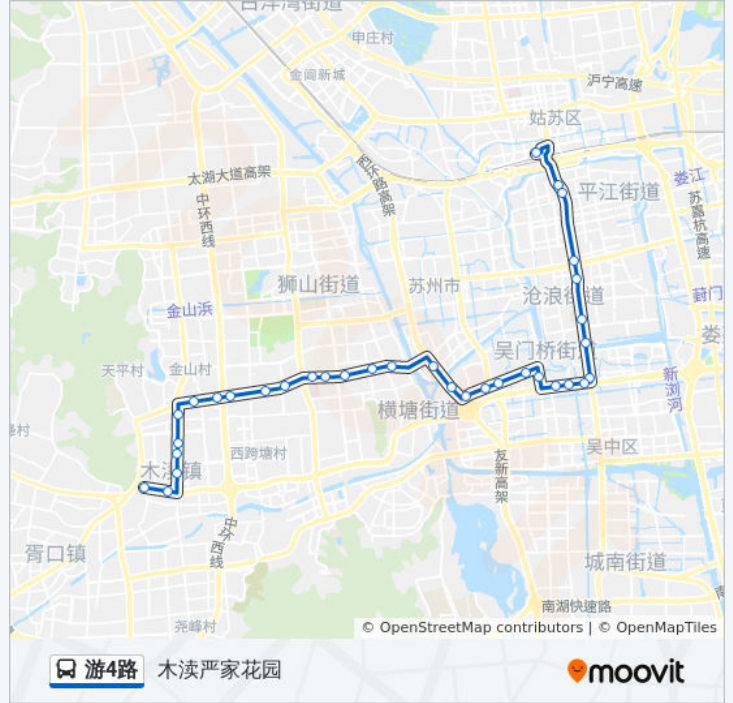 白洋湾街道
申庄村
金阊新城
沪宁高速
姑苏区
西环路高架
太湖大道高架
平江街道
娄江
中环西线
苏嘉杭高速
狮山街道
苏州市
沧浪街道
葑门
金山浜
娄
吴门桥街道
天平村
金山村
新浏河
横塘街道
峰村
西跨塘村
吴中区
木渎镇
友新高架
中环西线
胥口镇
城南街道
南湖快速路
尧峰村
© OpenStreetMap contributors | © OpenMapTiles
游4路 木渎严家花园
moovit